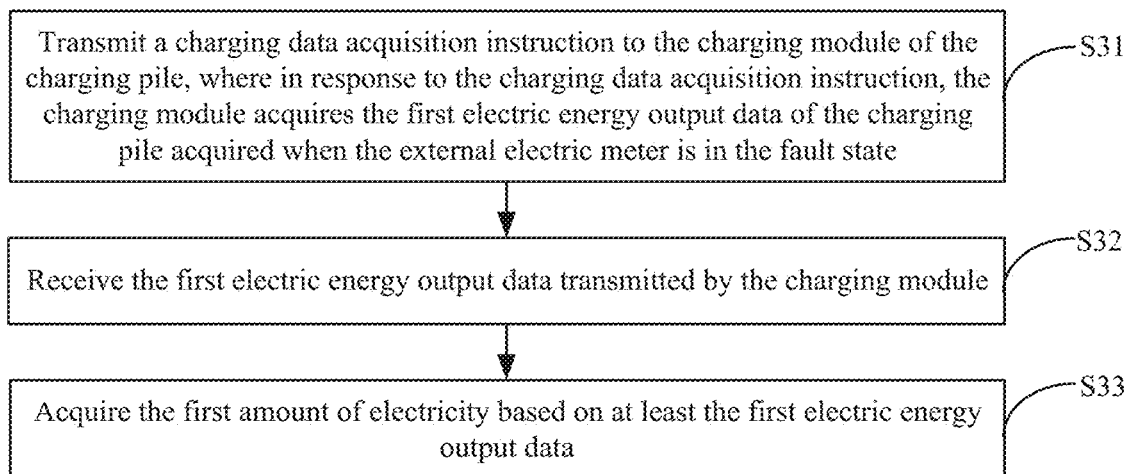 Transmit a charging data acquisition instruction to the charging module of the
charging pile, where in response to the charging data acquisition instruction, the
charging module acquires the first electric energy output data of the charging
pile acquired when the external electric meter is in the fault state
S31
Receive the first electric energy output data transmitted by the charging module
S32
Acquire the first amount of electricity based on at least the first electric energy
output data
S33